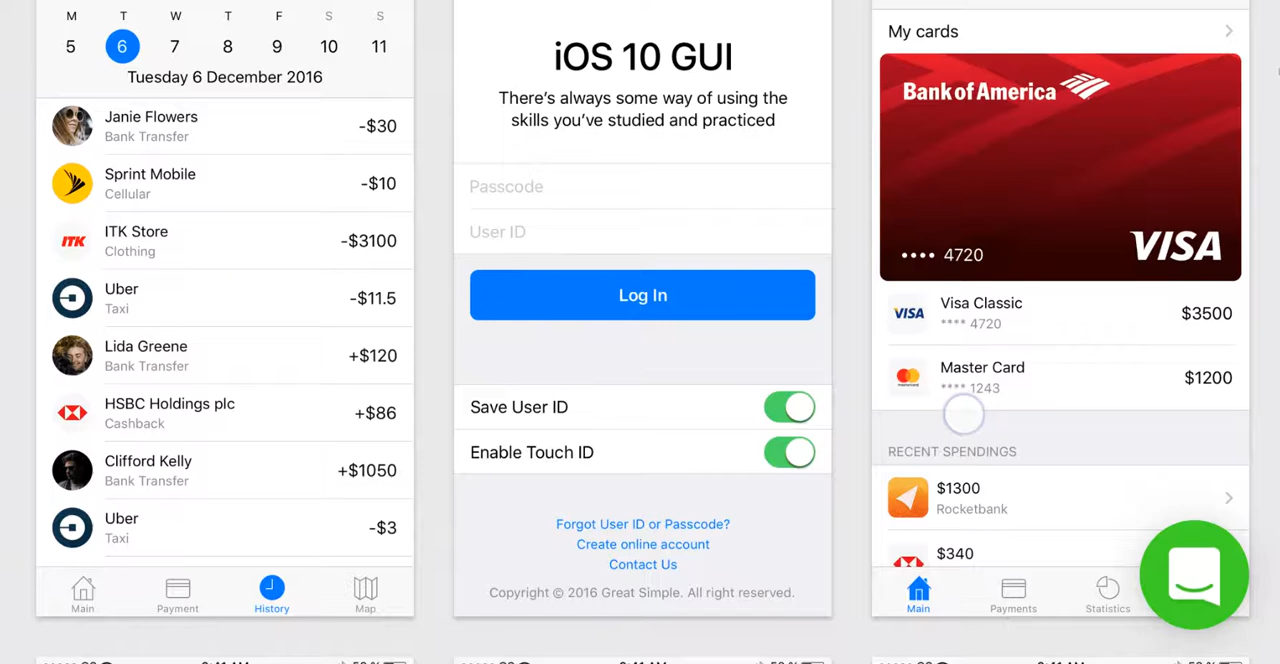 M T W T F S S
5 6 7 8 9 10 11
Tuesday 6 December 2016
Janie Flowers
Bank Transfer
-$30
Sprint Mobile
Cellular
-$10
ITK
ITK Store
Clothing
-$3100
Uber
Taxi
-$11.5
Lida Greene
Bank Transfer
+$120
HSBC Holdings plc
Cashback
+$86
Clifford Kelly
Bank Transfer
+$1050
Uber
Taxi
-$3
Main
Payment
History
Map
iOS 10 GUI
There's always some way of using the
skills you've studied and practiced
Passcode
User ID
Log In
Save User ID
Enable Touch ID
Forgot User ID or Passcode?
Create online account
Contact Us
Copyright © 2016 Great Simple. All right reserved.
My cards
Bank of America
•••• 4720
VISA
VISA
Visa Classic
**** 4720
$3500
mastercard
Master Card
**** 1243
$1200
RECENT SPENDINGS
$1300
Rocketbank
$340
Main
Payments
Statistics